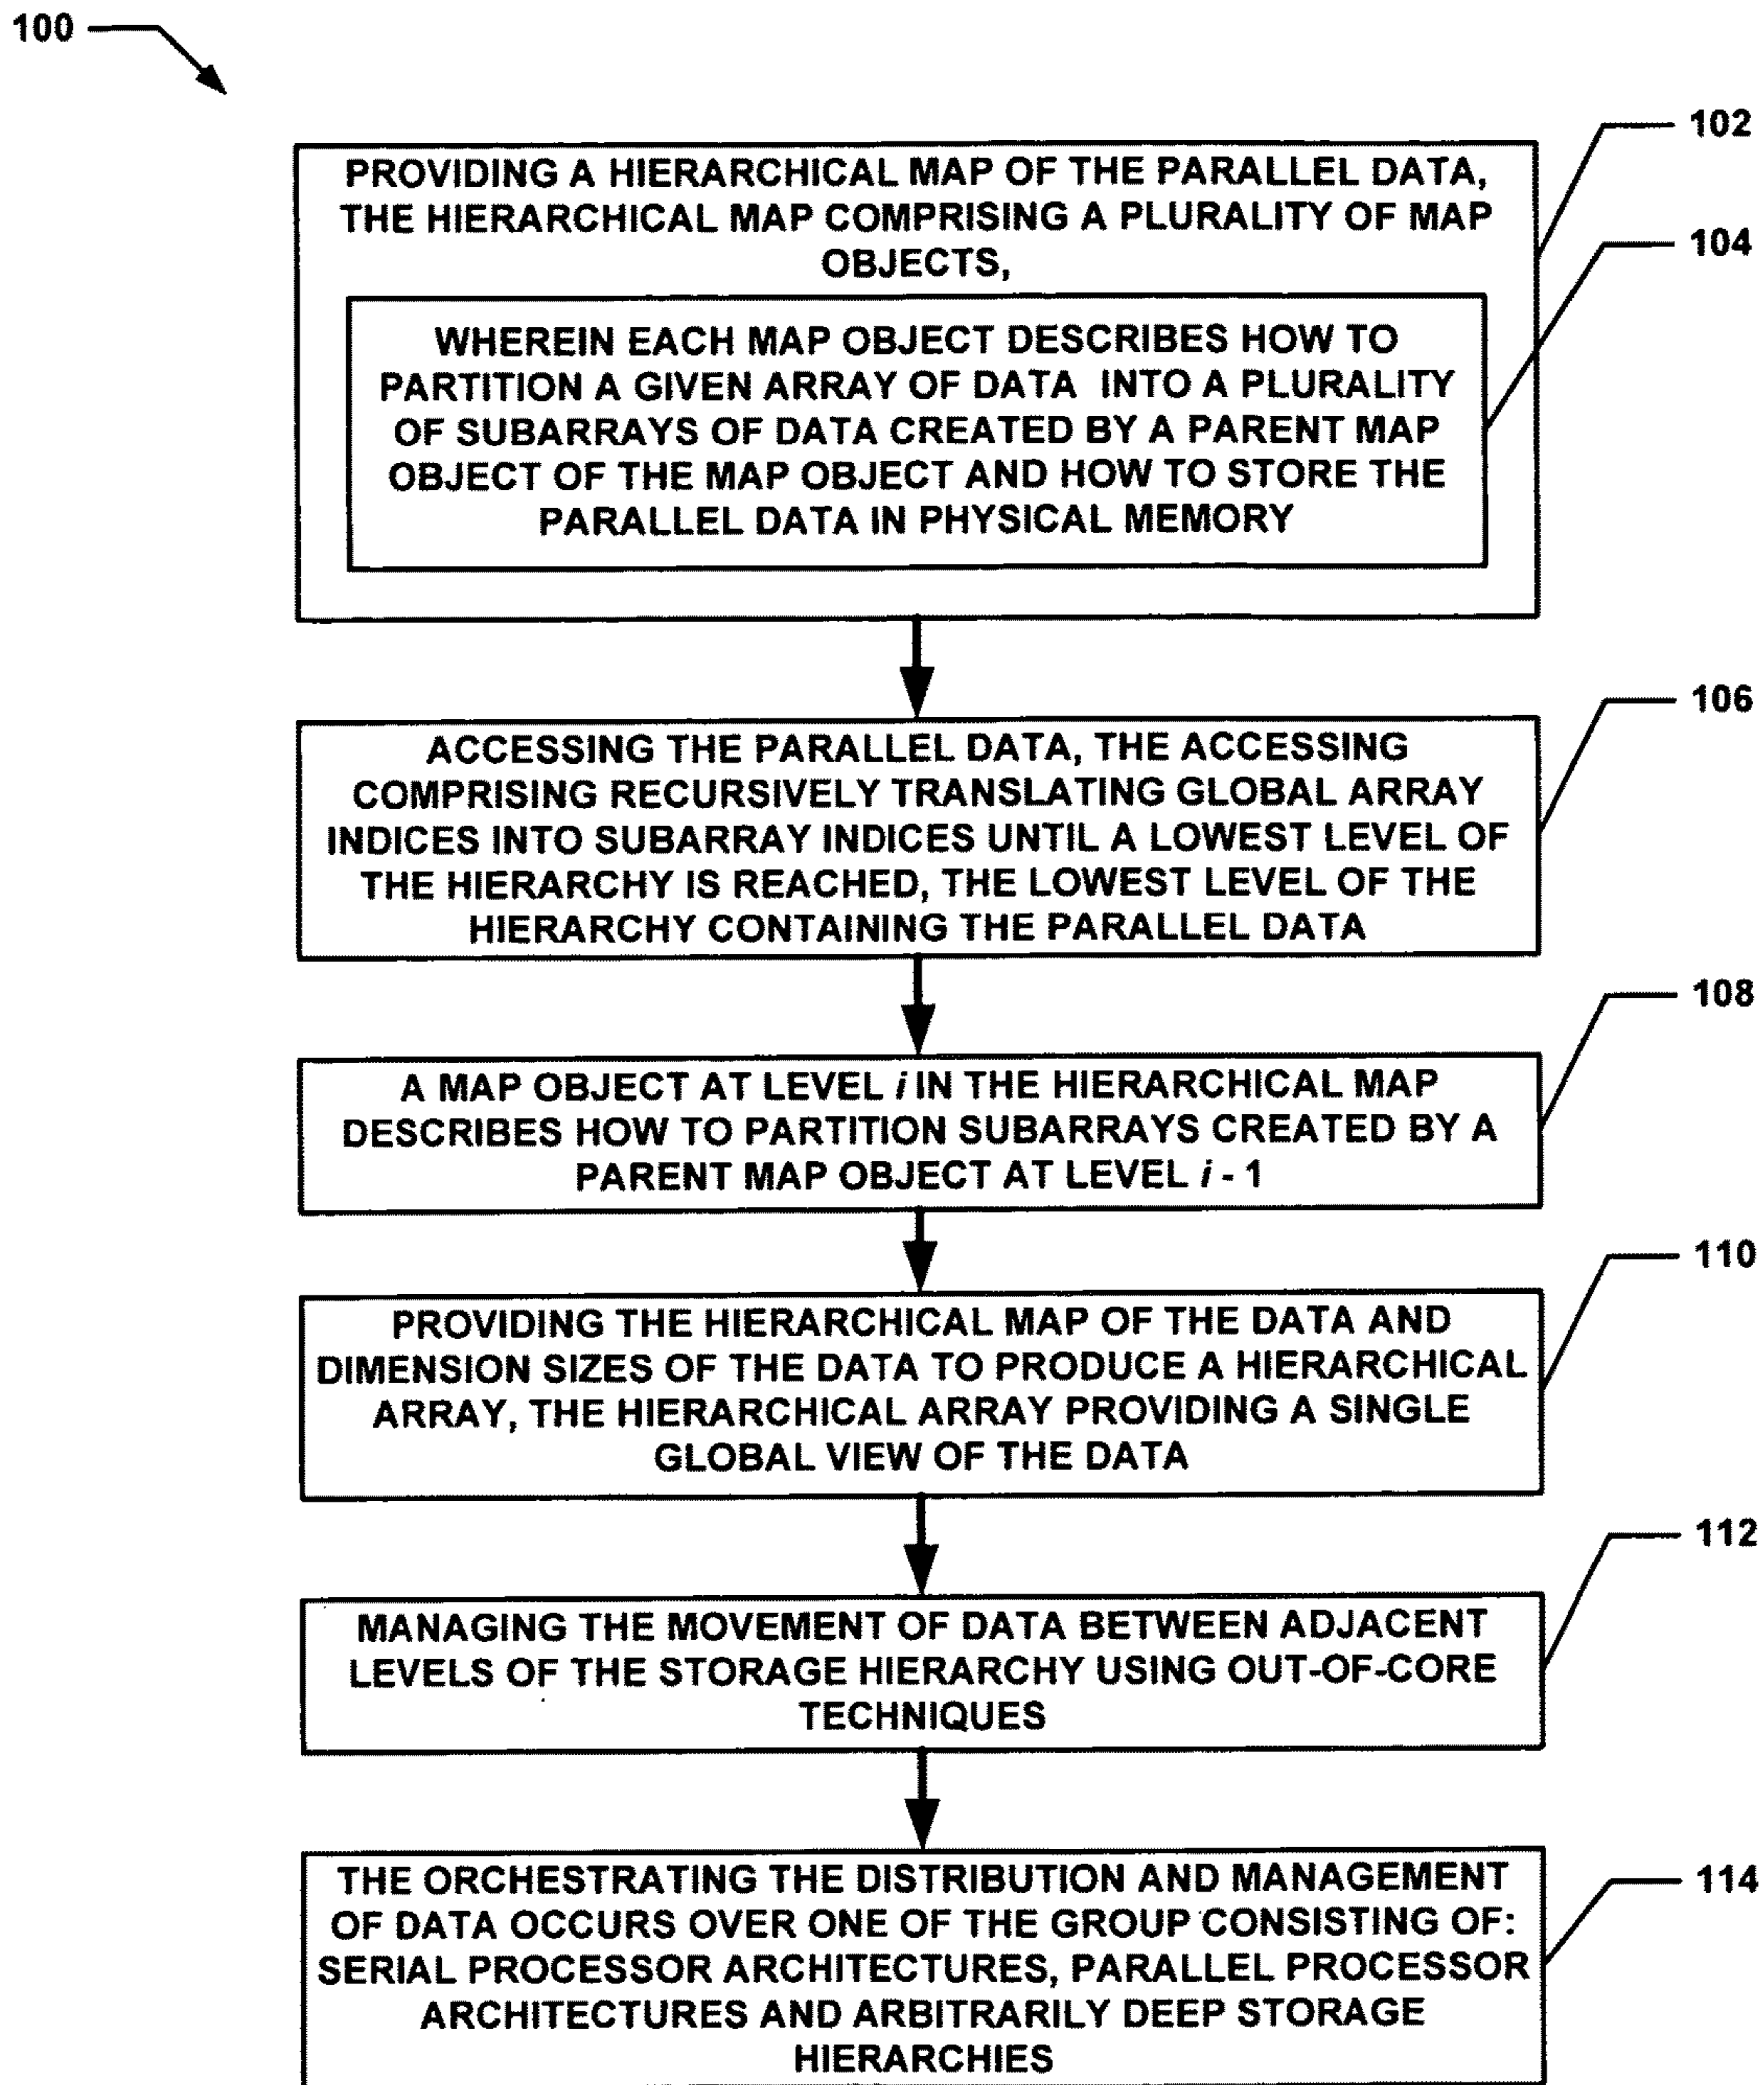 100
102
PROVIDING A HIERARCHICAL MAP OF THE PARALLEL DATA,
THE HIERARCHICAL MAP COMPRISING A PLURALITY OF MAP
OBJECTS,
104
WHEREIN EACH MAP OBJECT DESCRIBES HOW TO
PARTITION A GIVEN ARRAY OF DATA INTO A PLURALITY
OF SUBARRAYS OF DATA CREATED BY A PARENT MAP
OBJECT OF THE MAP OBJECT AND HOW TO STORE THE
PARALLEL DATA IN PHYSICAL MEMORY
106
ACCESSING THE PARALLEL DATA, THE ACCESSING
COMPRISING RECURSIVELY TRANSLATING GLOBAL ARRAY
INDICES INTO SUBARRAY INDICES UNTIL A LOWEST LEVEL OF
THE HIERARCHY IS REACHED, THE LOWEST LEVEL OF THE
HIERARCHY CONTAINING THE PARALLEL DATA
108
A MAP OBJECT AT LEVEL i IN THE HIERARCHICAL MAP
DESCRIBES HOW TO PARTITION SUBARRAYS CREATED BY A
PARENT MAP OBJECT AT LEVEL i - 1
110
PROVIDING THE HIERARCHICAL MAP OF THE DATA AND
DIMENSION SIZES OF THE DATA TO PRODUCE A HIERARCHICAL
ARRAY, THE HIERARCHICAL ARRAY PROVIDING A SINGLE
GLOBAL VIEW OF THE DATA
112
MANAGING THE MOVEMENT OF DATA BETWEEN ADJACENT
LEVELS OF THE STORAGE HIERARCHY USING OUT-OF-CORE
TECHNIQUES
114
THE ORCHESTRATING THE DISTRIBUTION AND MANAGEMENT
OF DATA OCCURS OVER ONE OF THE GROUP CONSISTING OF:
SERIAL PROCESSOR ARCHITECTURES, PARALLEL PROCESSOR
ARCHITECTURES AND ARBITRARILY DEEP STORAGE
HIERARCHIES